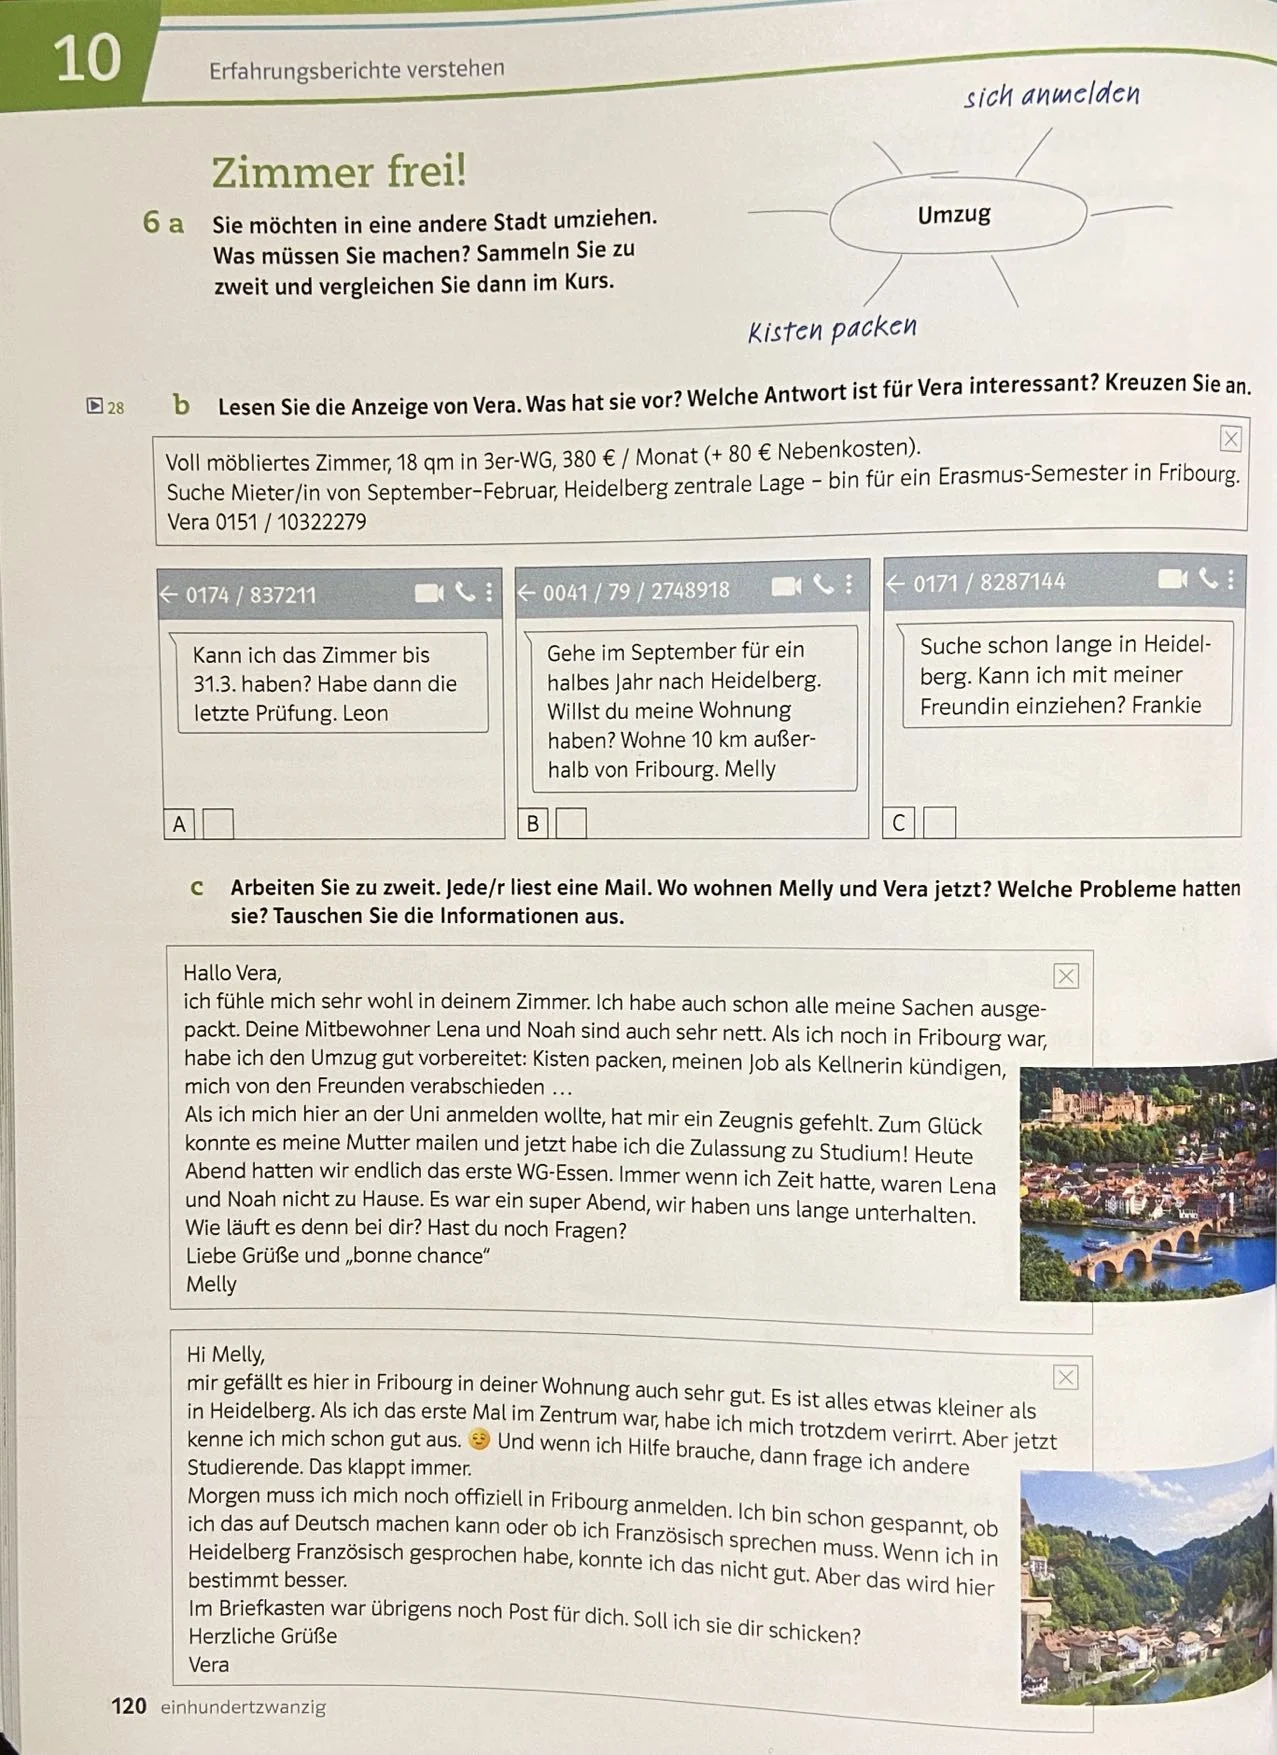 10
Erfahrungsberichte verstehen
sich anmelden
Zimmer frei!
6 a Sie möchten in eine andere Stadt umziehen.
Was müssen Sie machen? Sammeln Sie zu
zweit und vergleichen Sie dann im Kurs.
Umzug
Kisten packen
28 b Lesen Sie die Anzeige von Vera. Was hat sie vor? Welche Antwort ist für Vera interessant? Kreuzen Sie an.
Voll möbliertes Zimmer, 18 qm in 3er-WG, 380 € / Monat (+ 80 € Nebenkosten).
Suche Mieter/in von September–Februar, Heidelberg zentrale Lage – bin für ein Erasmus-Semester in Fribourg.
Vera 0151 / 10322279
← 0174 / 837211
Kann ich das Zimmer bis
31.3. haben? Habe dann die
letzte Prüfung. Leon
A
← 0041 / 79 / 2748918
Gehe im September für ein
halbes Jahr nach Heidelberg.
Willst du meine Wohnung
haben? Wohne 10 km außer-
halb von Fribourg. Melly
B
← 0171 / 8287144
Suche schon lange in Heidel-
berg. Kann ich mit meiner
Freundin einziehen? Frankie
C
c Arbeiten Sie zu zweit. Jede/r liest eine Mail. Wo wohnen Melly und Vera jetzt? Welche Probleme hatten
sie? Tauschen Sie die Informationen aus.
Hallo Vera,
ich fühle mich sehr wohl in deinem Zimmer. Ich habe auch schon alle meine Sachen ausge-
packt. Deine Mitbewohner Lena und Noah sind auch sehr nett. Als ich noch in Fribourg war,
habe ich den Umzug gut vorbereitet: Kisten packen, meinen Job als Kellnerin kündigen,
mich von den Freunden verabschieden ...
Als ich mich hier an der Uni anmelden wollte, hat mir ein Zeugnis gefehlt. Zum Glück
konnte es meine Mutter mailen und jetzt habe ich die Zulassung zu Studium! Heute
Abend hatten wir endlich das erste WG-Essen. Immer wenn ich Zeit hatte, waren Lena
und Noah nicht zu Hause. Es war ein super Abend, wir haben uns lange unterhalten.
Wie läuft es denn bei dir? Hast du noch Fragen?
Liebe Grüße und „bonne chance“
Melly
Hi Melly,
mir gefällt es hier in Fribourg in deiner Wohnung auch sehr gut. Es ist alles etwas kleiner als
in Heidelberg. Als ich das erste Mal im Zentrum war, habe ich mich trotzdem verirrt. Aber jetzt
kenne ich mich schon gut aus. 😌 Und wenn ich Hilfe brauche, dann frage ich andere
Studierende. Das klappt immer.
Morgen muss ich mich noch offiziell in Fribourg anmelden. Ich bin schon gespannt, ob
ich das auf Deutsch machen kann oder ob ich Französisch sprechen muss. Wenn ich in
Heidelberg Französisch gesprochen habe, konnte ich das nicht gut. Aber das wird hier
bestimmt besser.
Im Briefkasten war übrigens noch Post für dich. Soll ich sie dir schicken?
Herzliche Grüße
Vera
120 einhundertzwanzig